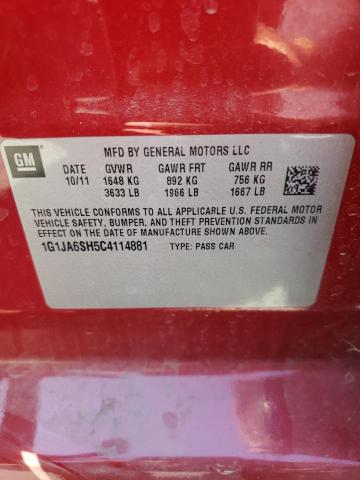 GM
MFD BY GENERAL MOTORS LLC
DATE GVWR GAWR FRT GAWR RR
10/11 1648 KG 892 KG 756 KG
3633 LB 1966 LB 1667 LB
THIS VEHICLE CONFORMS TO ALL APPLICABLE U.S. FEDERAL MOTOR
VEHICLE SAFETY, BUMPER, AND THEFT PREVENTION STANDARDS IN
EFFECT ON THE DATE OF MANUFACTURE SHOWN ABOVE.
1G1JA6SH5C4114881 TYPE: PASS CAR